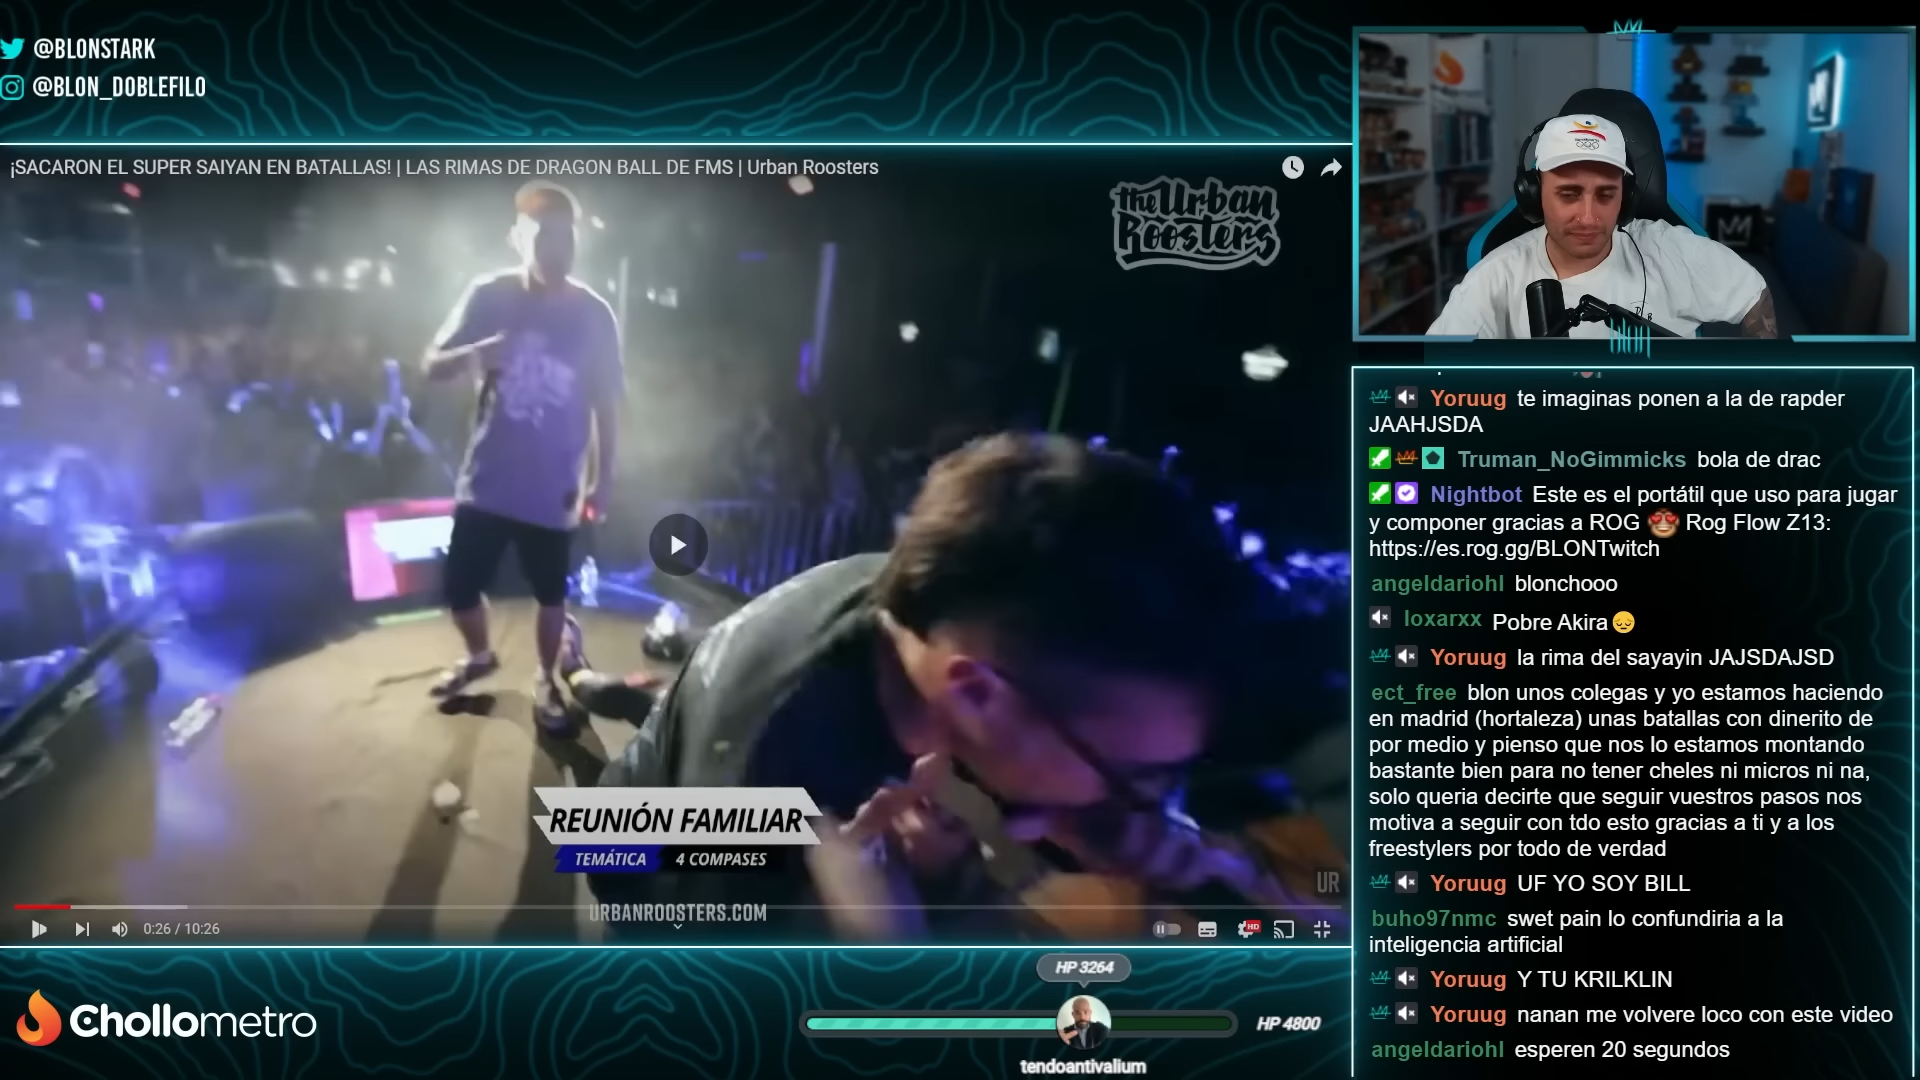 @BLONSTARK
@BLON_DOBLEFILO
¡SACARON EL SUPER SAIYAN EN BATALLAS! | LAS RIMAS DE DRAGON BALL DE FMS | Urban Roosters
the Urban
Roosters
REUNIÓN FAMILIAR
TEMÁTICA 4 COMPASES
UR
URBANROOSTERS.COM
0:26 / 10:26
HD
Chollometro
HP 3264
HP 4800
tendoantivalium
Yoruug te imaginas ponen a la de rapder
JAAHJSDA
Truman_NoGimmicks bola de drac
Nightbot Este es el portátil que uso para jugar
y componer gracias a ROG Rog Flow Z13:
https://es.rog.gg/BLONTwitch
angeldariohl blonchooo
loxarxx Pobre Akira😔
Yoruug la rima del sayayin JAJSDAJSD
ect_free blon unos colegas y yo estamos haciendo
en madrid (hortaleza) unas batallas con dinerito de
por medio y pienso que nos lo estamos montando
bastante bien para no tener cheles ni micros ni na,
solo queria decirte que seguir vuestros pasos nos
motiva a seguir con tdo esto gracias a ti y a los
freestylers por todo de verdad
Yoruug UF YO SOY BILL
buho97nmc swet pain lo confundiria a la
inteligencia artificial
Yoruug Y TU KRILKLIN
Yoruug nanan me volvere loco con este video
angeldariohl esperen 20 segundos